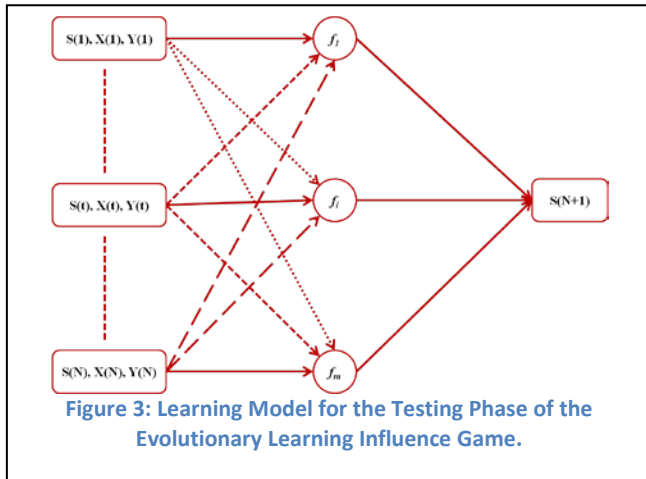 S(1), X(1), Y(1)
f1
S(t), X(t), Y(t)
fi
S(N+1)
S(N), X(N), Y(N)
fm
Figure 3: Learning Model for the Testing Phase of the
Evolutionary Learning Influence Game.